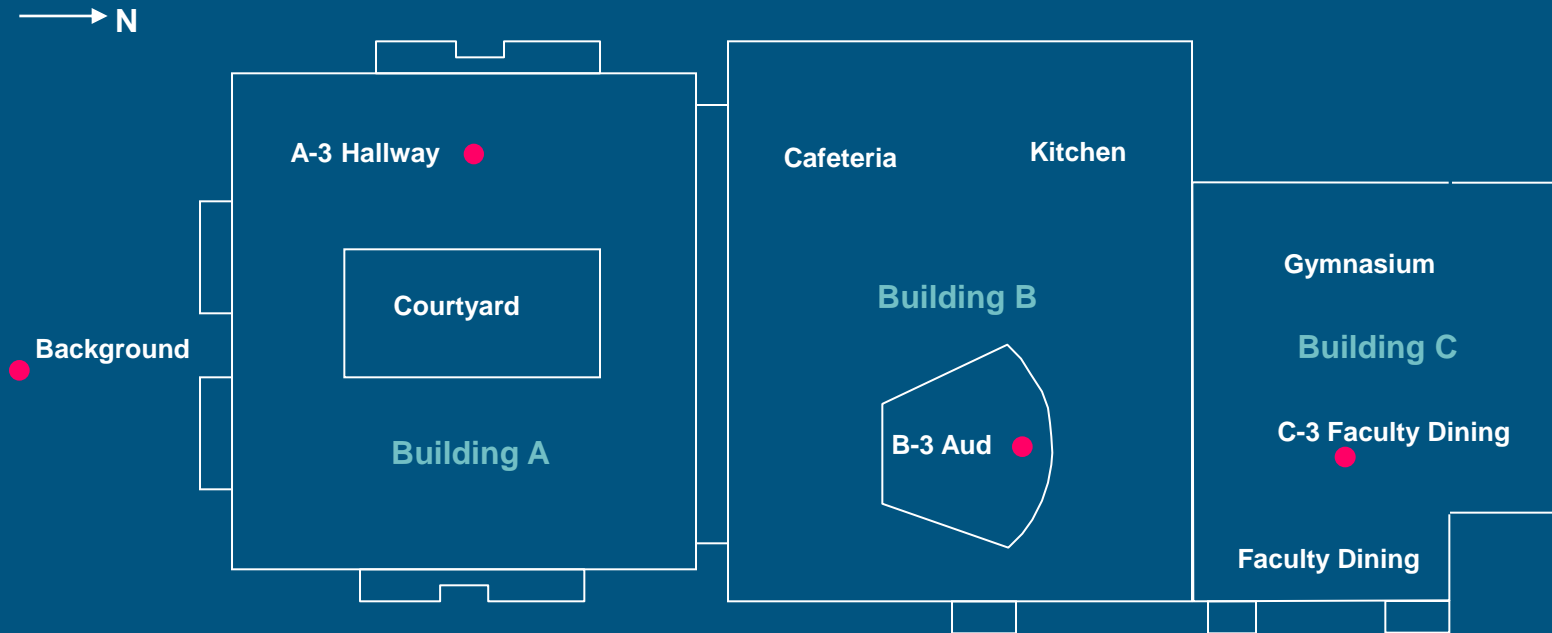 N
A-3 Hallway
Cafeteria
Kitchen
Gymnasium
Courtyard
Building B
Background
Building C
Building A
B-3 Aud
C-3 Faculty Dining
Faculty Dining